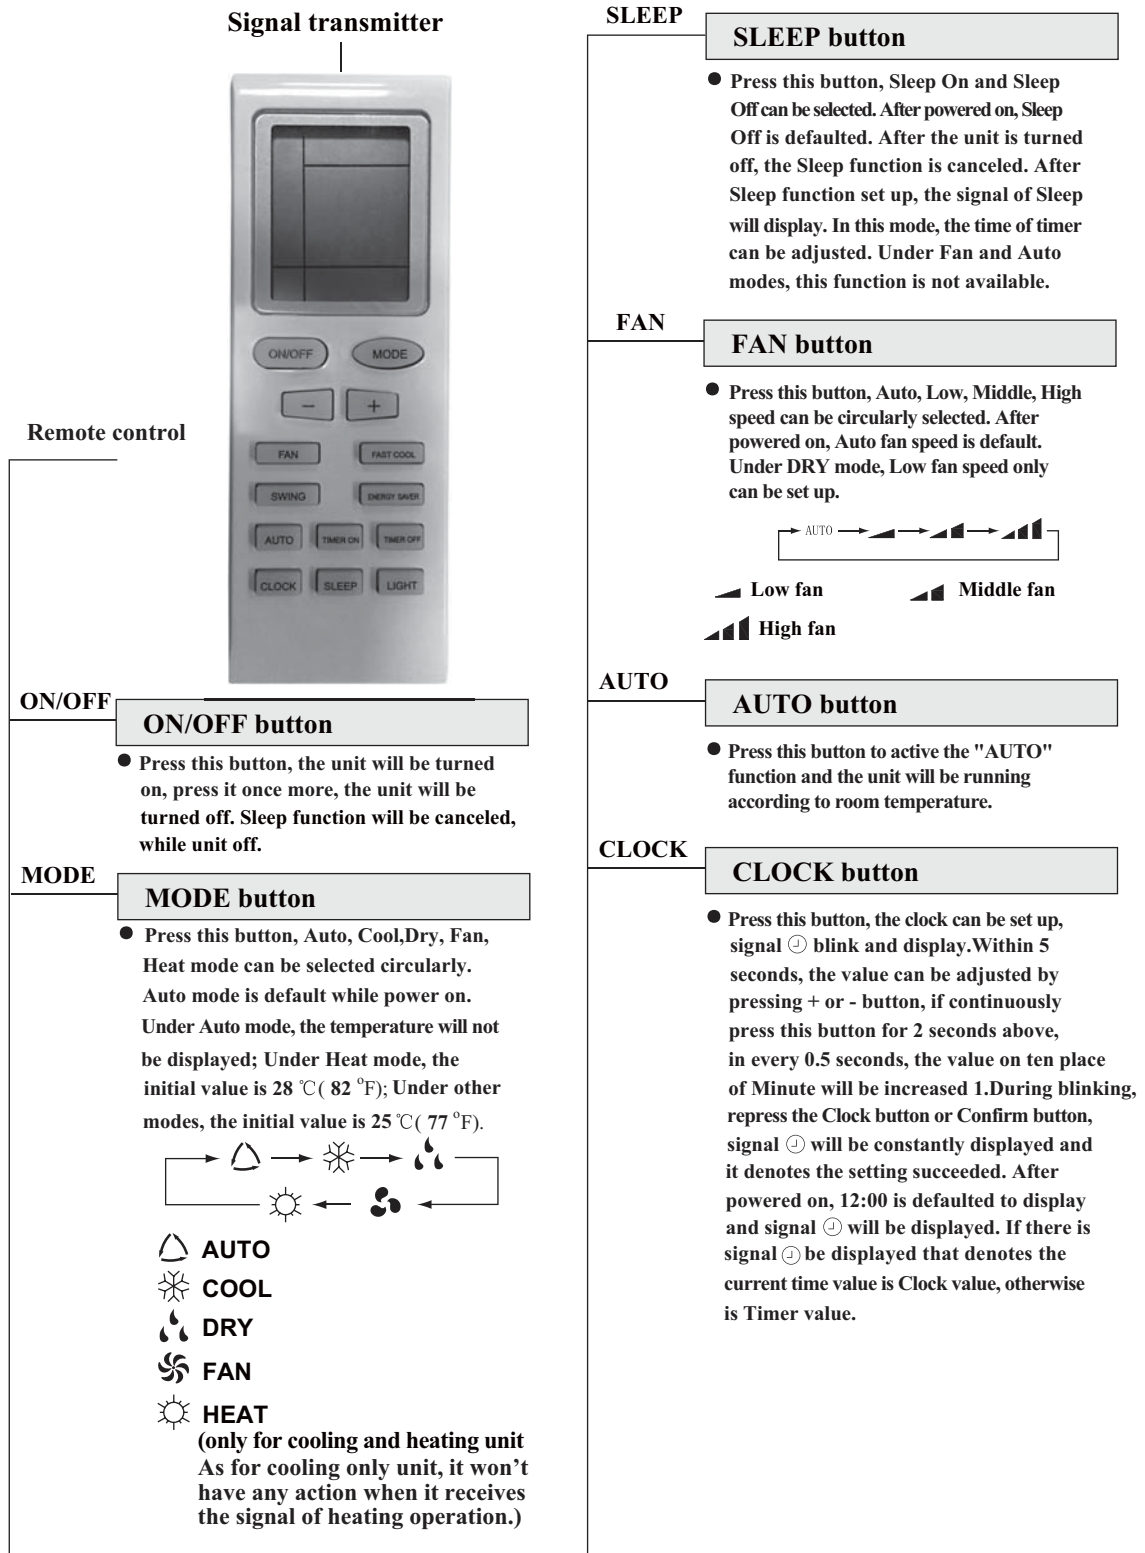 Signal transmitter
ON/OFF
MODE
−
+
FAN
FAST COOL
SWING
ENERGY SAVER
AUTO
TIMER ON
TIMER OFF
CLOCK
SLEEP
LIGHT
Remote control
ON/OFF
ON/OFF button
● Press this button, the unit will be turned
on, press it once more, the unit will be
turned off. Sleep function will be canceled,
while unit off.
MODE
MODE button
● Press this button, Auto, Cool,Dry, Fan,
Heat mode can be selected circularly.
Auto mode is default while power on.
Under Auto mode, the temperature will not
be displayed; Under Heat mode, the
initial value is 28 ℃( 82 °F); Under other
modes, the initial value is 25 ℃( 77 °F).
AUTO
COOL
DRY
FAN
HEAT
(only for cooling and heating unit
As for cooling only unit, it won't
have any action when it receives
the signal of heating operation.)
SLEEP
SLEEP button
● Press this button, Sleep On and Sleep
Off can be selected. After powered on, Sleep
Off is defaulted. After the unit is turned
off, the Sleep function is canceled. After
Sleep function set up, the signal of Sleep
will display. In this mode, the time of timer
can be adjusted. Under Fan and Auto
modes, this function is not available.
FAN
FAN button
● Press this button, Auto, Low, Middle, High
speed can be circularly selected. After
powered on, Auto fan speed is default.
Under DRY mode, Low fan speed only
can be set up.
AUTO
Low fan
Middle fan
High fan
AUTO
AUTO button
● Press this button to active the "AUTO"
function and the unit will be running
according to room temperature.
CLOCK
CLOCK button
● Press this button, the clock can be set up,
signal blink and display.Within 5
seconds, the value can be adjusted by
pressing + or - button, if continuously
press this button for 2 seconds above,
in every 0.5 seconds, the value on ten place
of Minute will be increased 1.During blinking,
repress the Clock button or Confirm button,
signal will be constantly displayed and
it denotes the setting succeeded. After
powered on, 12:00 is defaulted to display
and signal will be displayed. If there is
signal be displayed that denotes the
current time value is Clock value, otherwise
is Timer value.